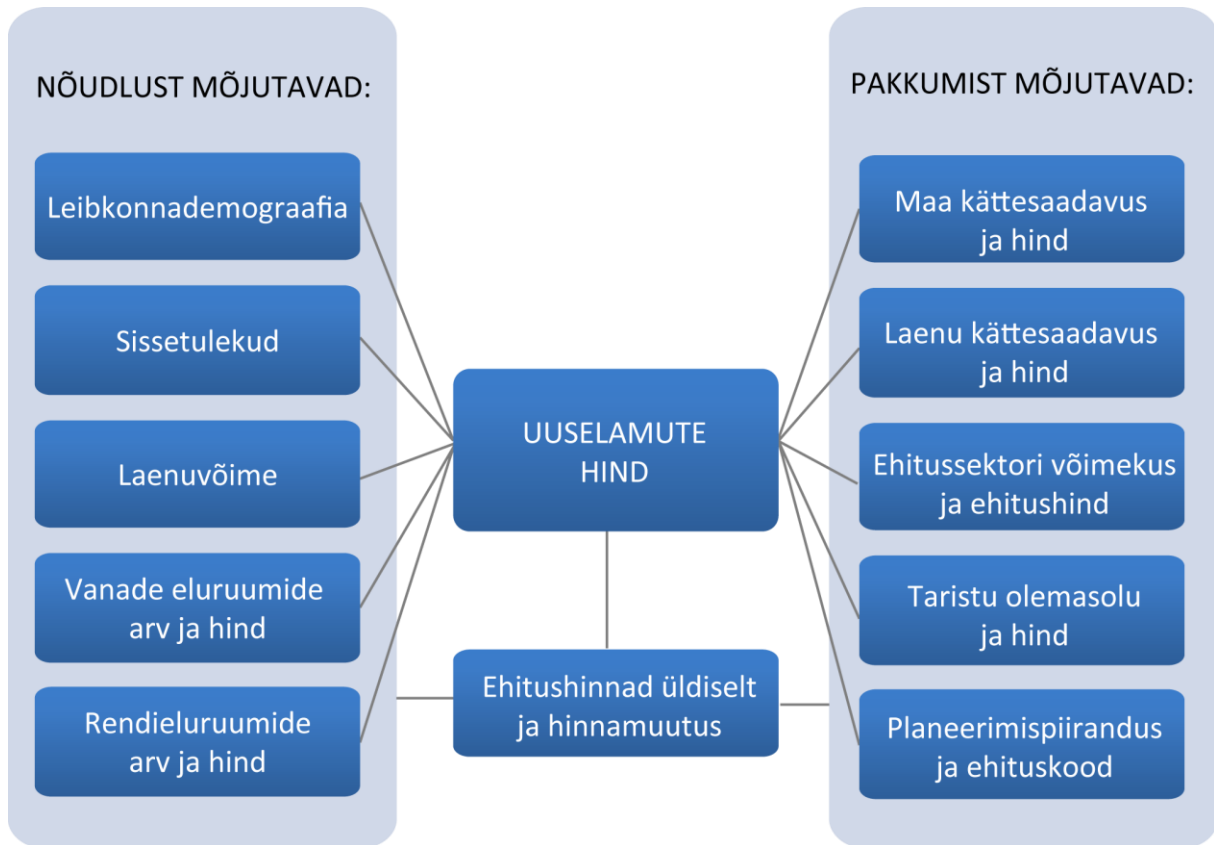 NÕUDLUST MÕJUTAVAD:
Leibkonnademograafia
Sissetulekud
Laenuvõime
Vanade eluruumide
arv ja hind
Rendieluruumide
arv ja hind
UUSELAMUTE
HIND
Ehitushinnad üldiselt
ja hinnamuutus
PAKKUMIST MÕJUTAVAD:
Maa kättesaadavus
ja hind
Laenu kättesaadavus
ja hind
Ehitussektori võimekus
ja ehitushind
Taristu olemasolu
ja hind
Planeerimispiirandus
ja ehituskood